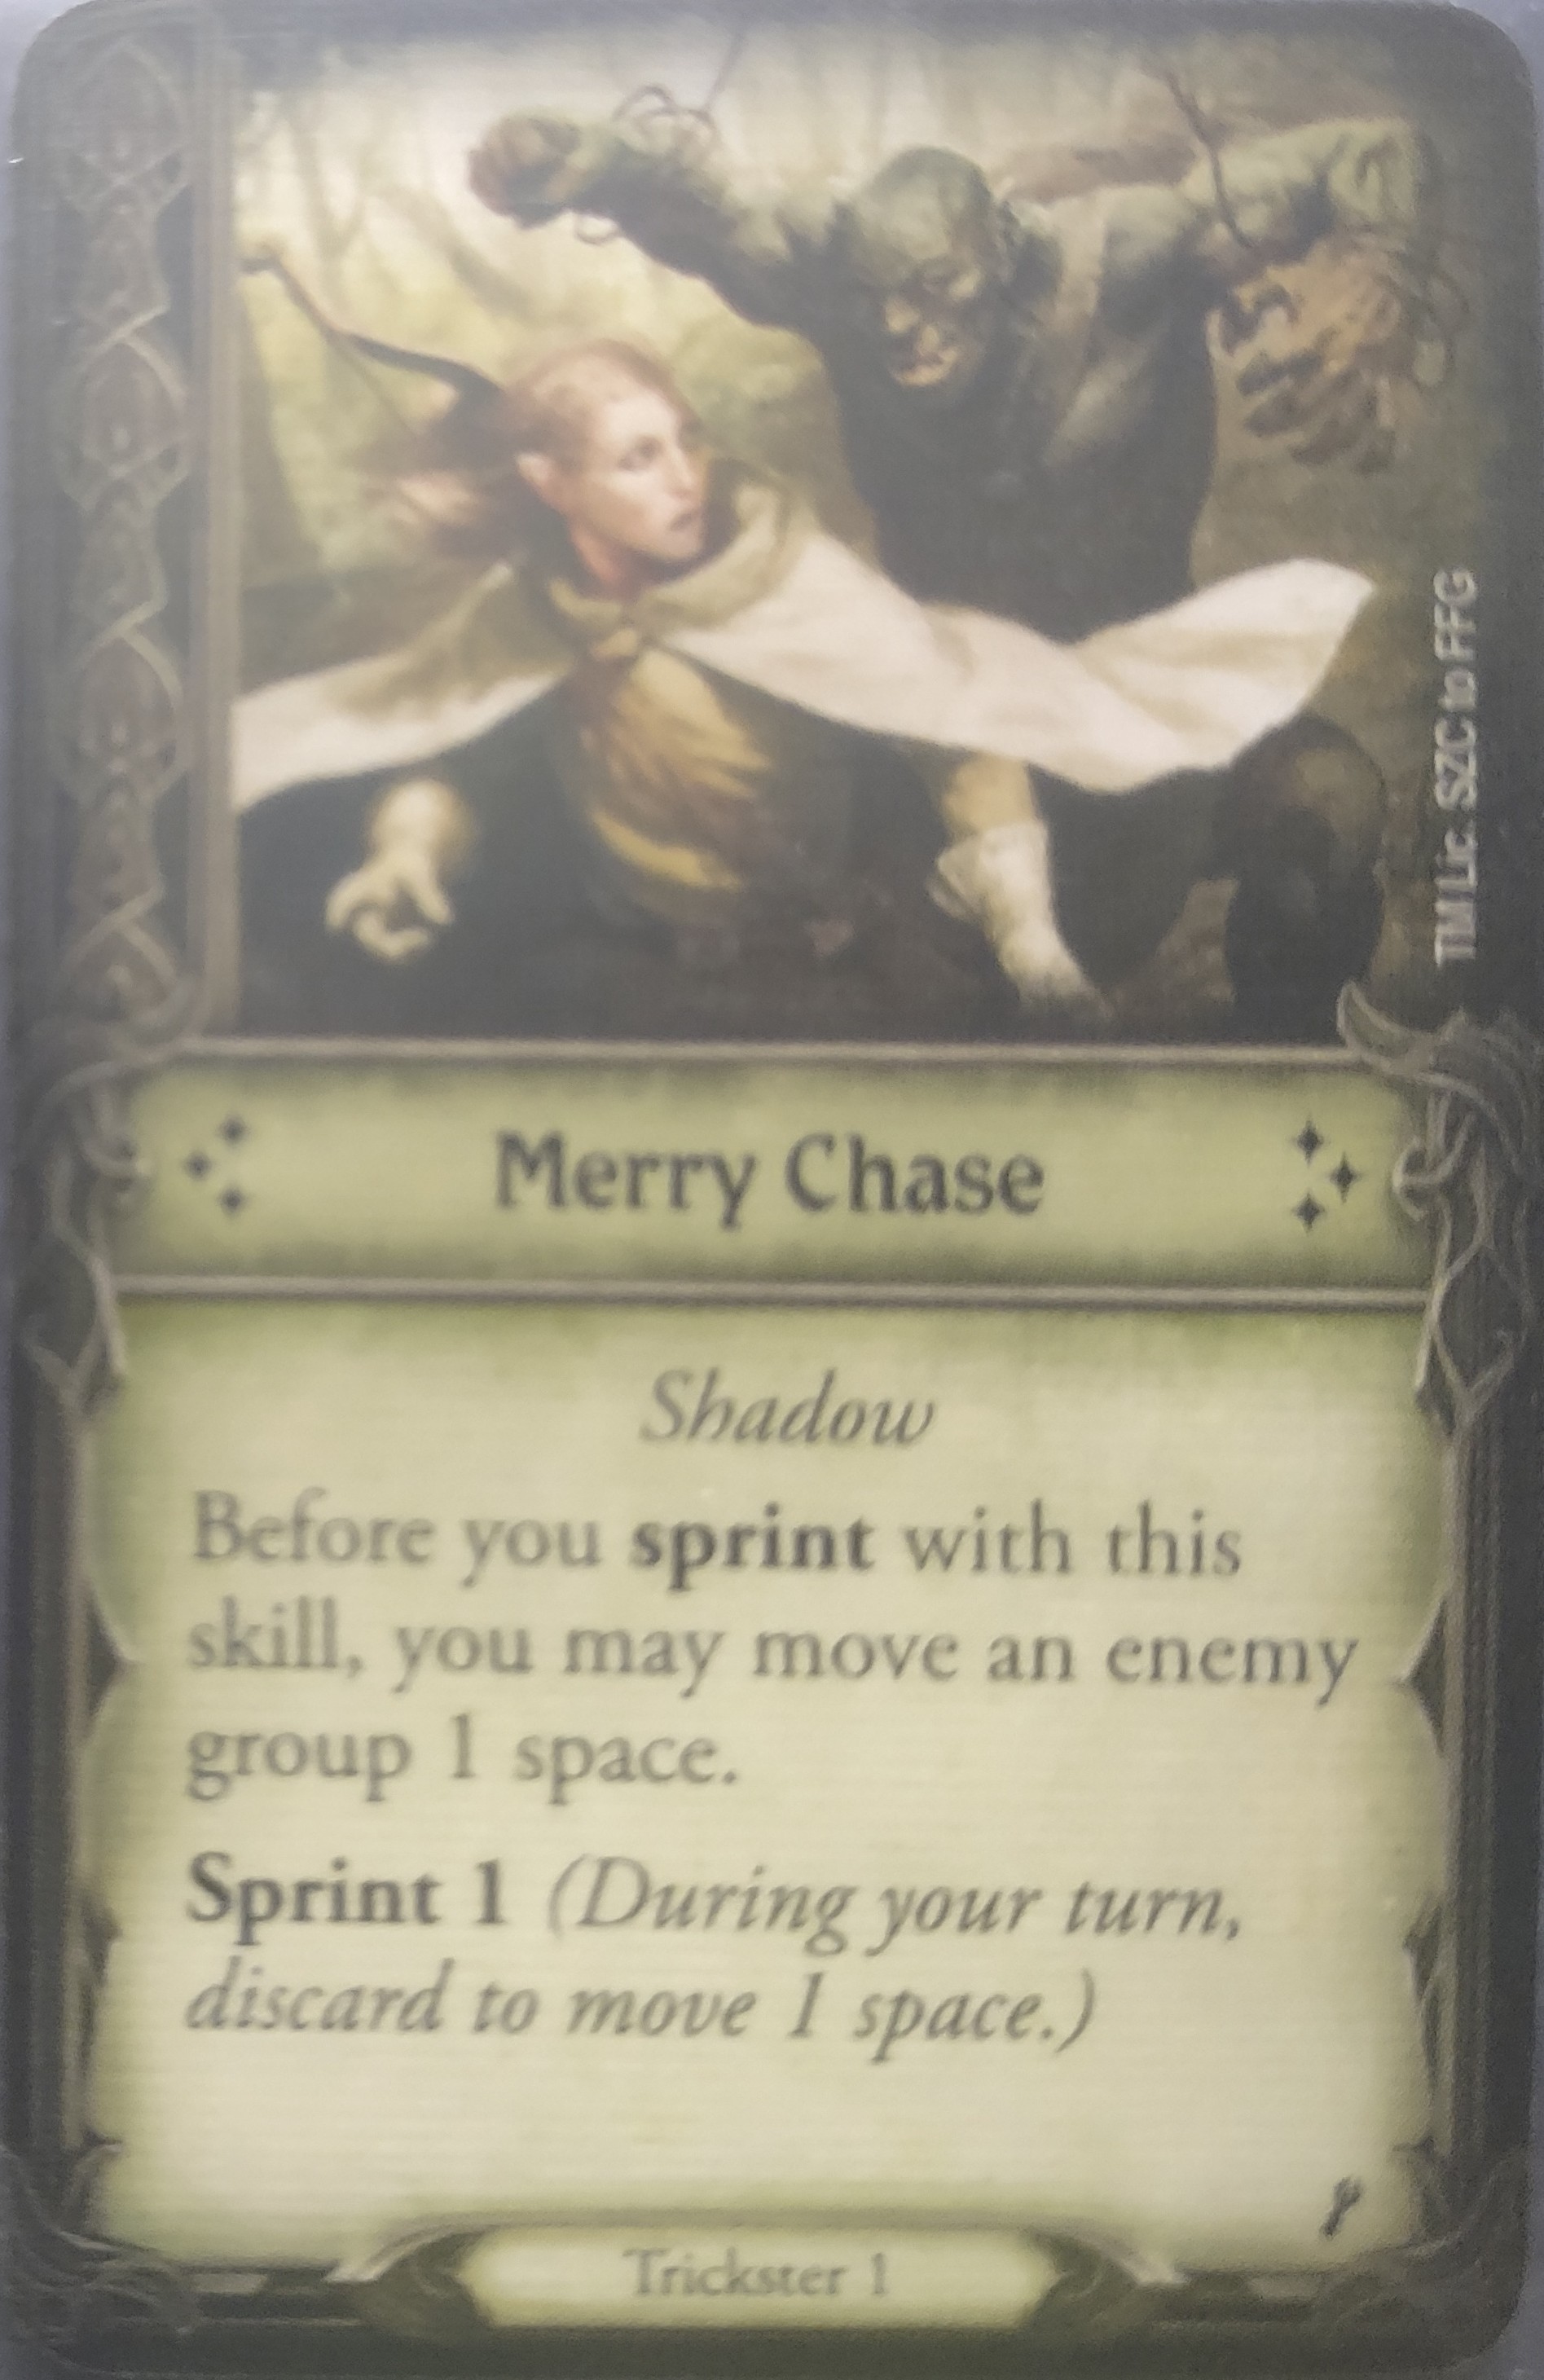 TM/Lic. SZC to FFG
Merry Chase
Shadow
Before you sprint with this
skill, you may move an enemy
group 1 space.
Sprint 1 (During your turn,
discard to move 1 space.)
Trickster 1